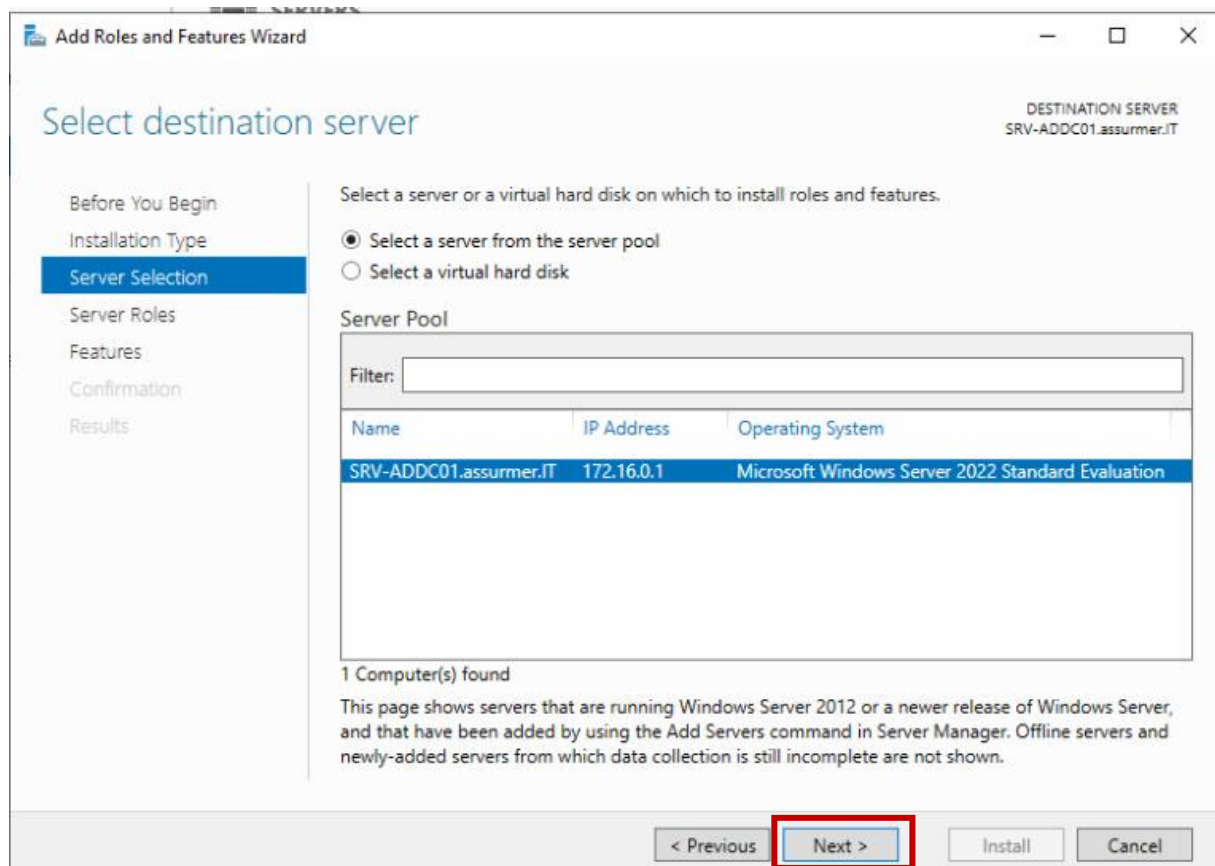 SERVERS
Add Roles and Features Wizard
Select destination server
DESTINATION SERVER
SRV-ADDC01.assurmer.IT
Before You Begin
Installation Type
Server Selection
Server Roles
Features
Confirmation
Results
Select a server or a virtual hard disk on which to install roles and features.
Select a server from the server pool
Select a virtual hard disk
Server Pool
Filter:
Name IP Address Operating System
SRV-ADDC01.assurmer.IT 172.16.0.1 Microsoft Windows Server 2022 Standard Evaluation
1 Computer(s) found
This page shows servers that are running Windows Server 2012 or a newer release of Windows Server,
and that have been added by using the Add Servers command in Server Manager. Offline servers and
newly-added servers from which data collection is still incomplete are not shown.
< Previous Next > Install Cancel